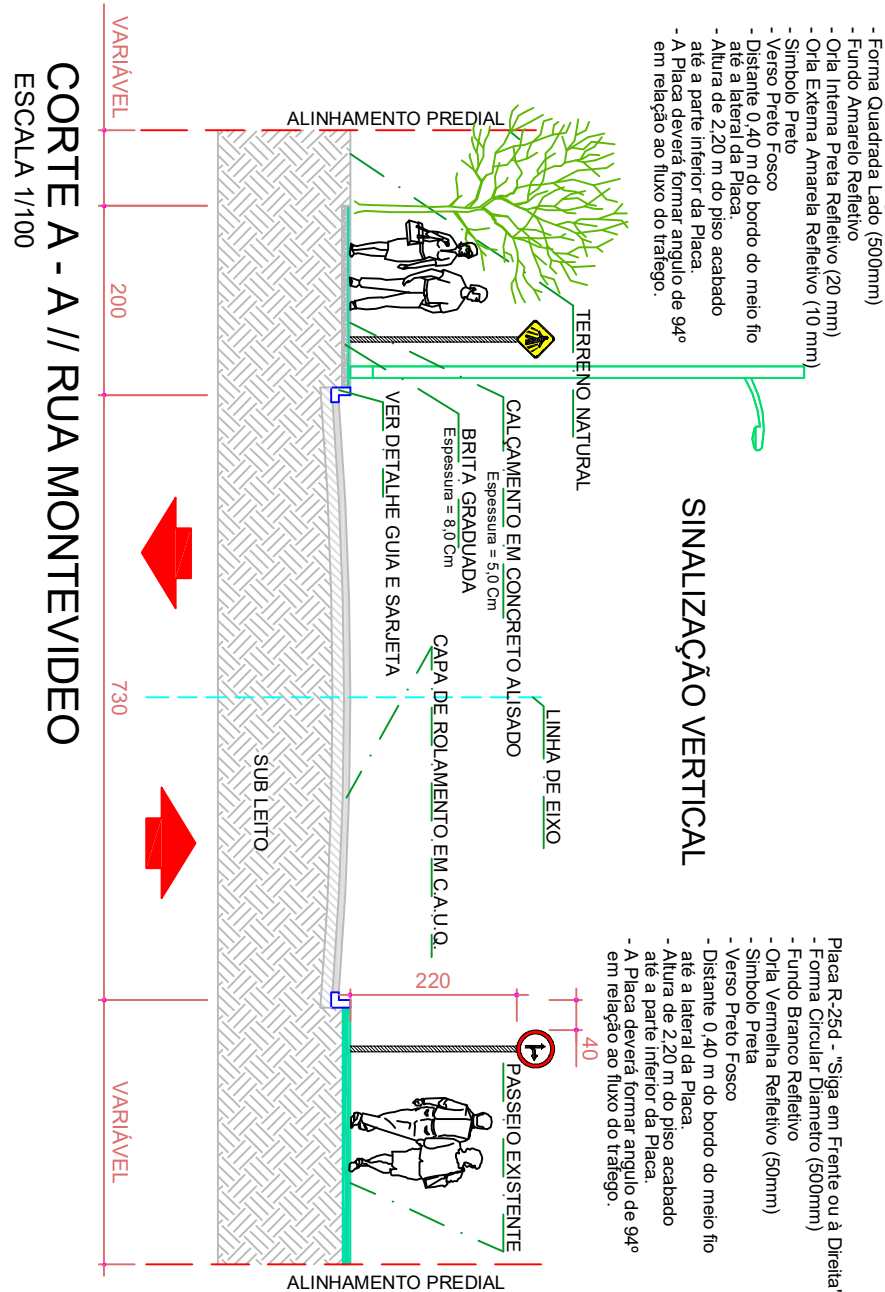 - Forma Quadrada Lado (500mm)
- Fundo Amarelo Refletivo
- Orla Interna Preta Refletivo (20 mm)
- Orla Externa Amarela Refletivo (10 mm)
- Simbolo Preto
- Verso Preto Fosco
- Distante 0,40 m do bordo do meio fio
até a lateral da Placa.
- Altura de 2,20 m do piso acabado
até a parte inferior da Placa.
- A Placa deverá formar angulo de 94º
em relação ao fluxo do trafego.
Placa R-25d - "Siga em Frente ou à Direita"
- Forma Circular Diametro (500mm)
- Fundo Branco Refletivo
- Orla Vermelha Refletivo (50mm)
- Simbolo Preta
- Verso Preto Fosco
- Distante 0,40 m do bordo do meio fio
até a lateral da Placa.
- Altura de 2,20 m do piso acabado
até a parte inferior da Placa.
- A Placa deverá formar angulo de 94º
em relação ao fluxo do trafego.
SINALIZAÇÃO VERTICAL
40
220
ALINHAMENTO PREDIAL
TERRENO NATURAL
CALÇAMENTO EM CONCRETO ALISADO
Espessura = 5,0 Cm
BRITA GRADUADA
Espessura = 8,0 Cm
VER DETALHE GUIA E SARJETA
LINHA DE EIXO
CAPA DE ROLAMENTO EM C.A.U.Q.
PASSEIO EXISTENTE
ALINHAMENTO PREDIAL
SUB LEITO
VARIÁVEL
200
730
VARIÁVEL
CORTE A - A // RUA MONTEVIDEO
ESCALA 1/100